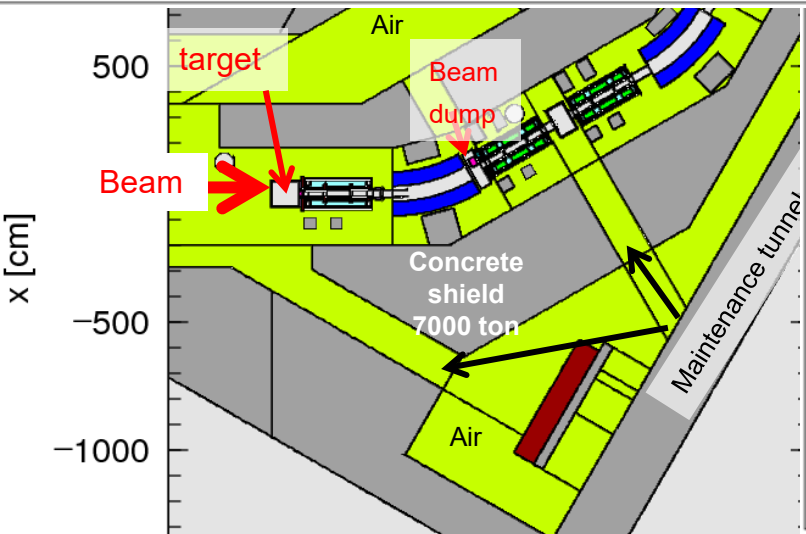 Air
500
target
Beam
dump
Beam
x [cm]
Concrete
shield
7000 ton
−500
Maintenance tunnel
Air
−1000